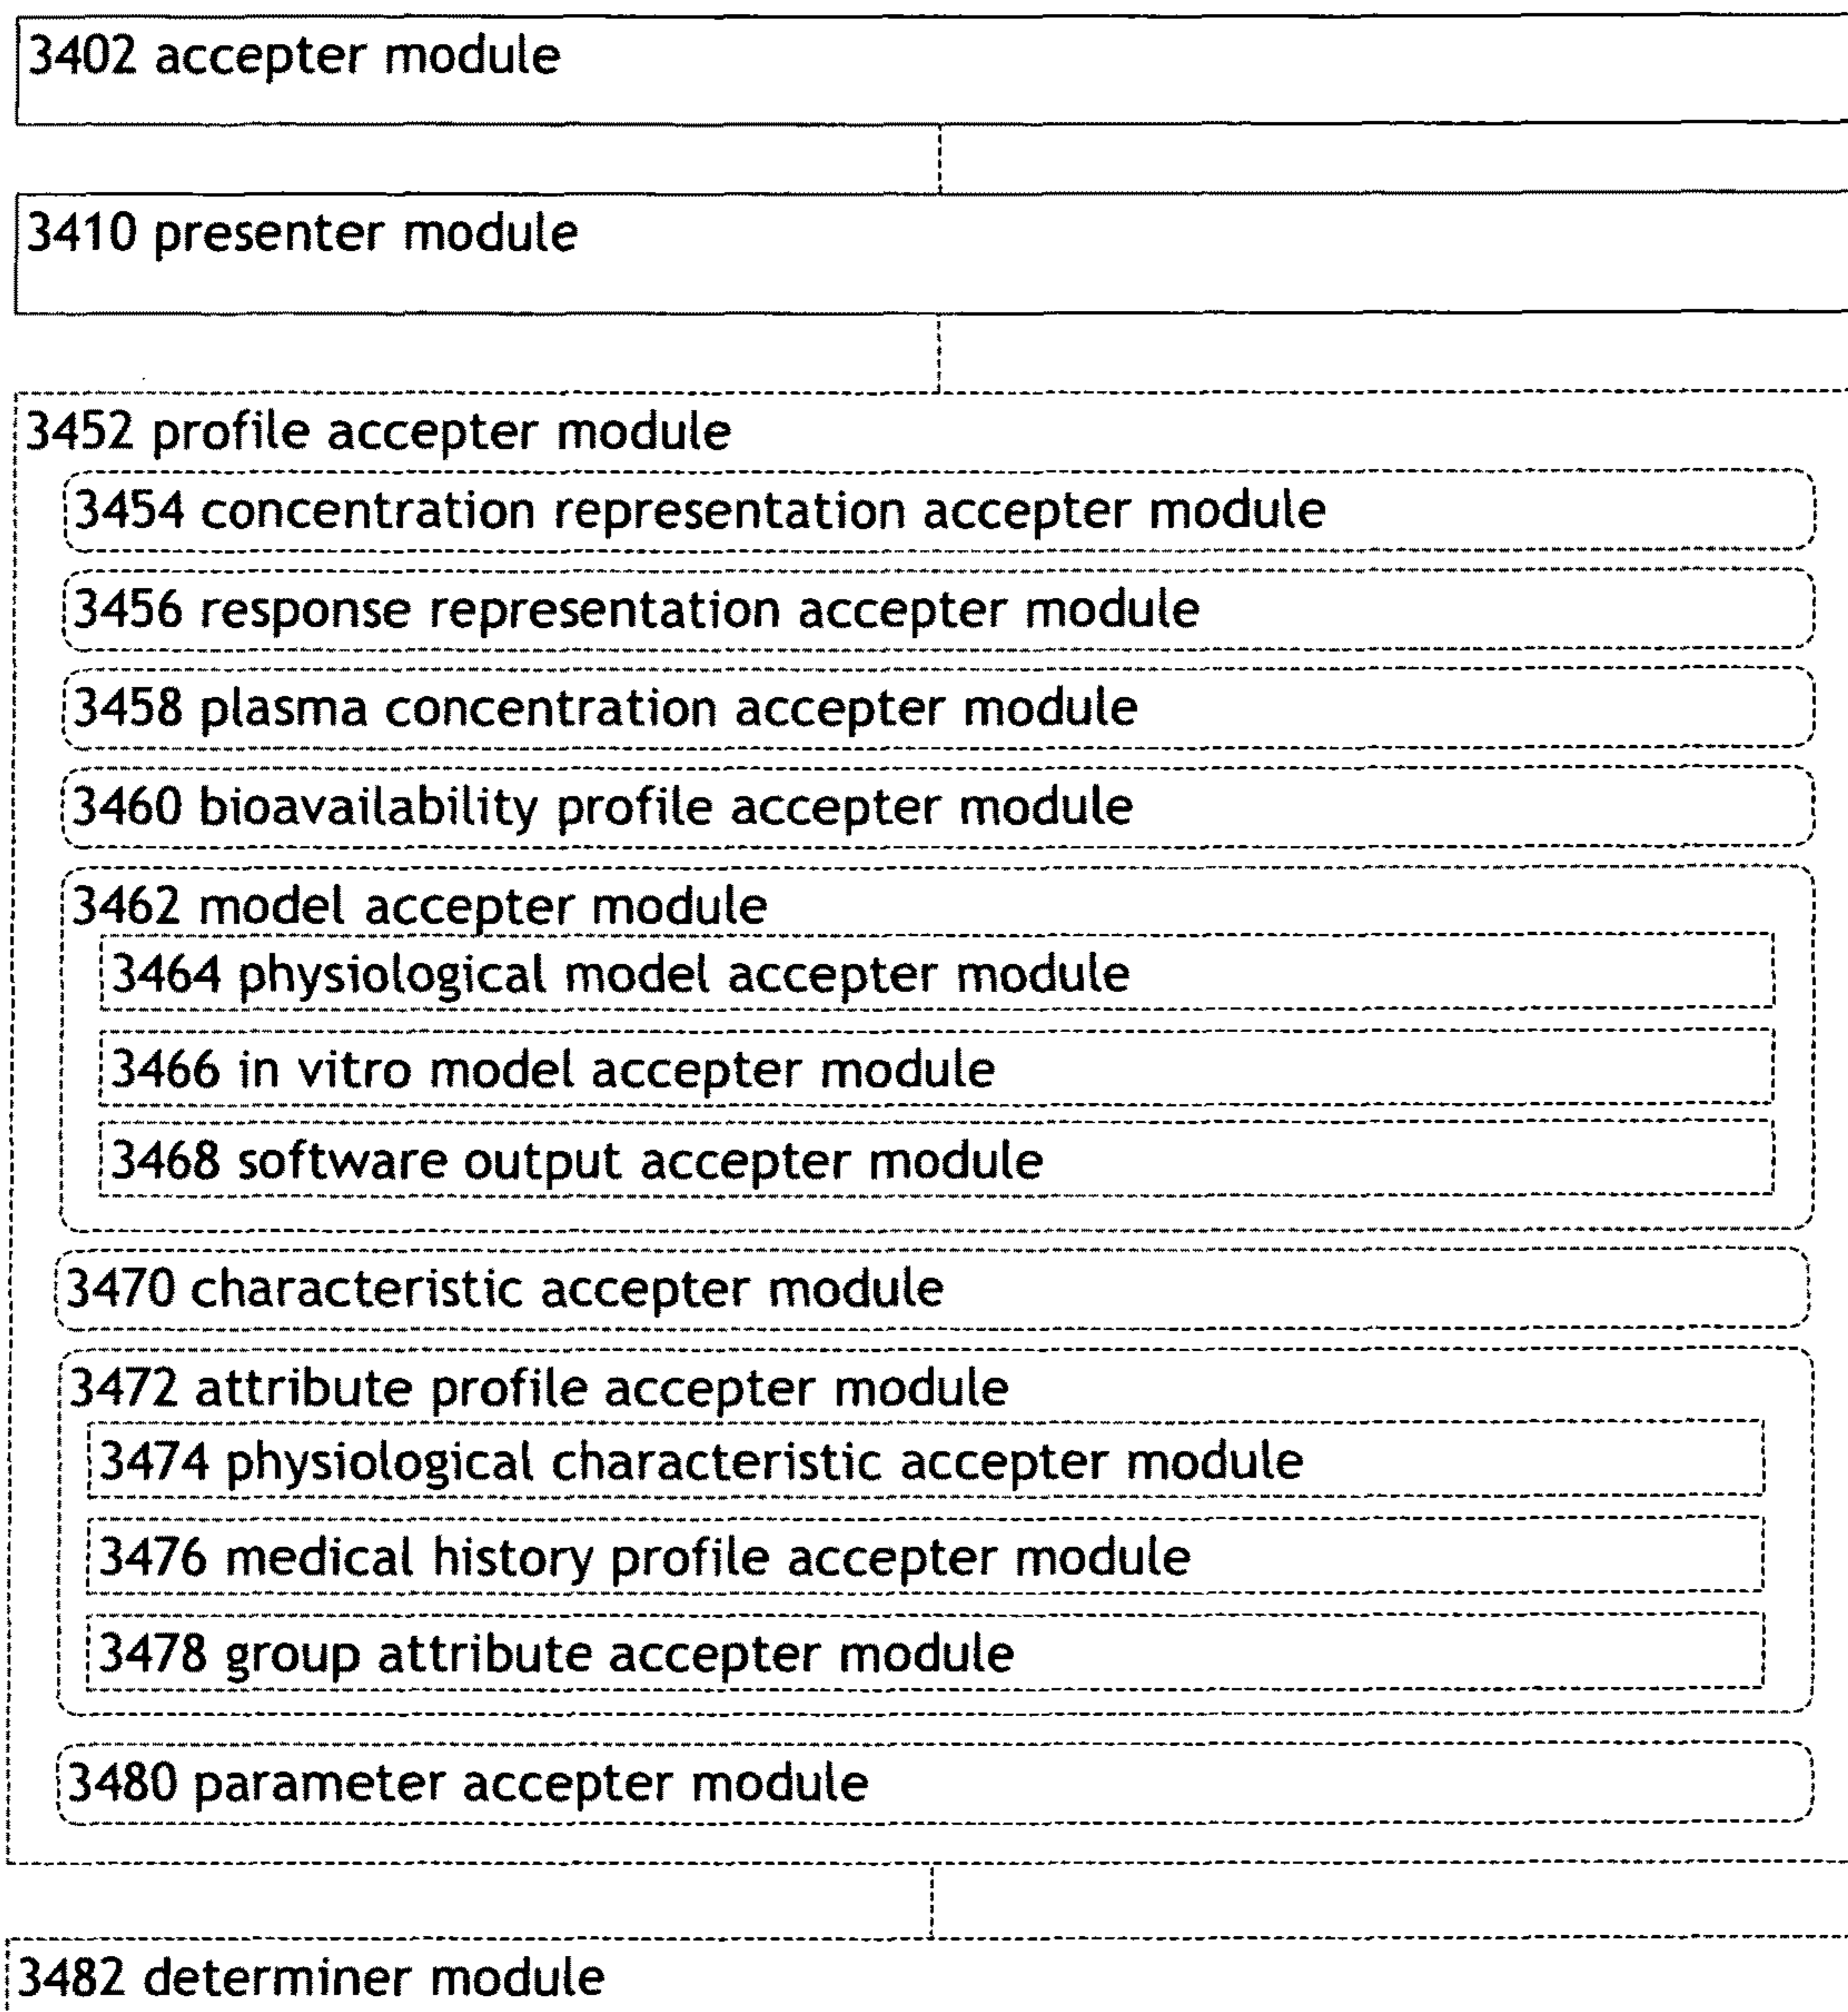 3402 accepter module
3410 presenter module
3452 profile accepter module
3454 concentration representation accepter module
3456 response representation accepter module
3458 plasma concentration accepter module
3460 bioavailability profile accepter module
3462 model accepter module
3464 physiological model accepter module
3466 in vitro model accepter module
3468 software output accepter module
3470 characteristic accepter module
3472 attribute profile accepter module
3474 physiological characteristic accepter module
3476 medical history profile accepter module
3478 group attribute accepter module
3480 parameter accepter module
3482 determiner module